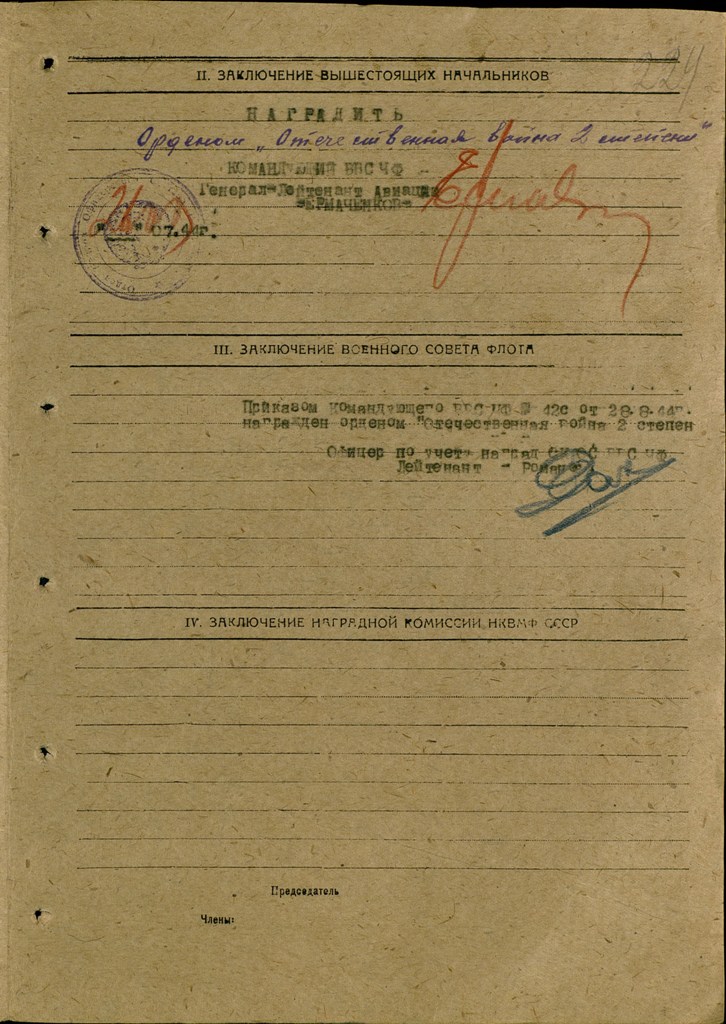 224
II. ЗАКЛЮЧЕНИЕ ВЫШЕСТОЯЩИХ НАЧАЛЬНИКОВ
НАГРАДИТЬ
Орденом „Отечественная война 2 степени"
КОМАНДУЮЩИЙ ВВС ЧФ -
Генерал-Лейтенант Авиации
-ЕРМАЧЕНКОВ-
" " 07.44г.
III. ЗАКЛЮЧЕНИЕ ВОЕННОГО СОВЕТА ФЛОТА
Приказом Командующего ВВС ЧФ № 42с от 28.8.44г.
награжден орденом "Отечественная война 2 степен
Офицер по учету наград ВВС ЧФ
Лейтенант - Роман
IV. ЗАКЛЮЧЕНИЕ НАГРАДНОЙ КОМИССИИ НКВМФ СССР
Председатель
Члены: